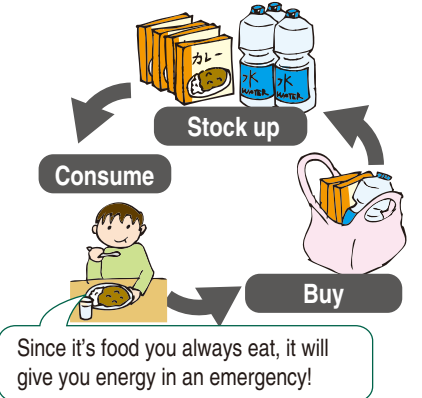 カレー
水
WATER
水
WATER
Stock up
Consume
Buy
Since it's food you always eat, it will
give you energy in an emergency!